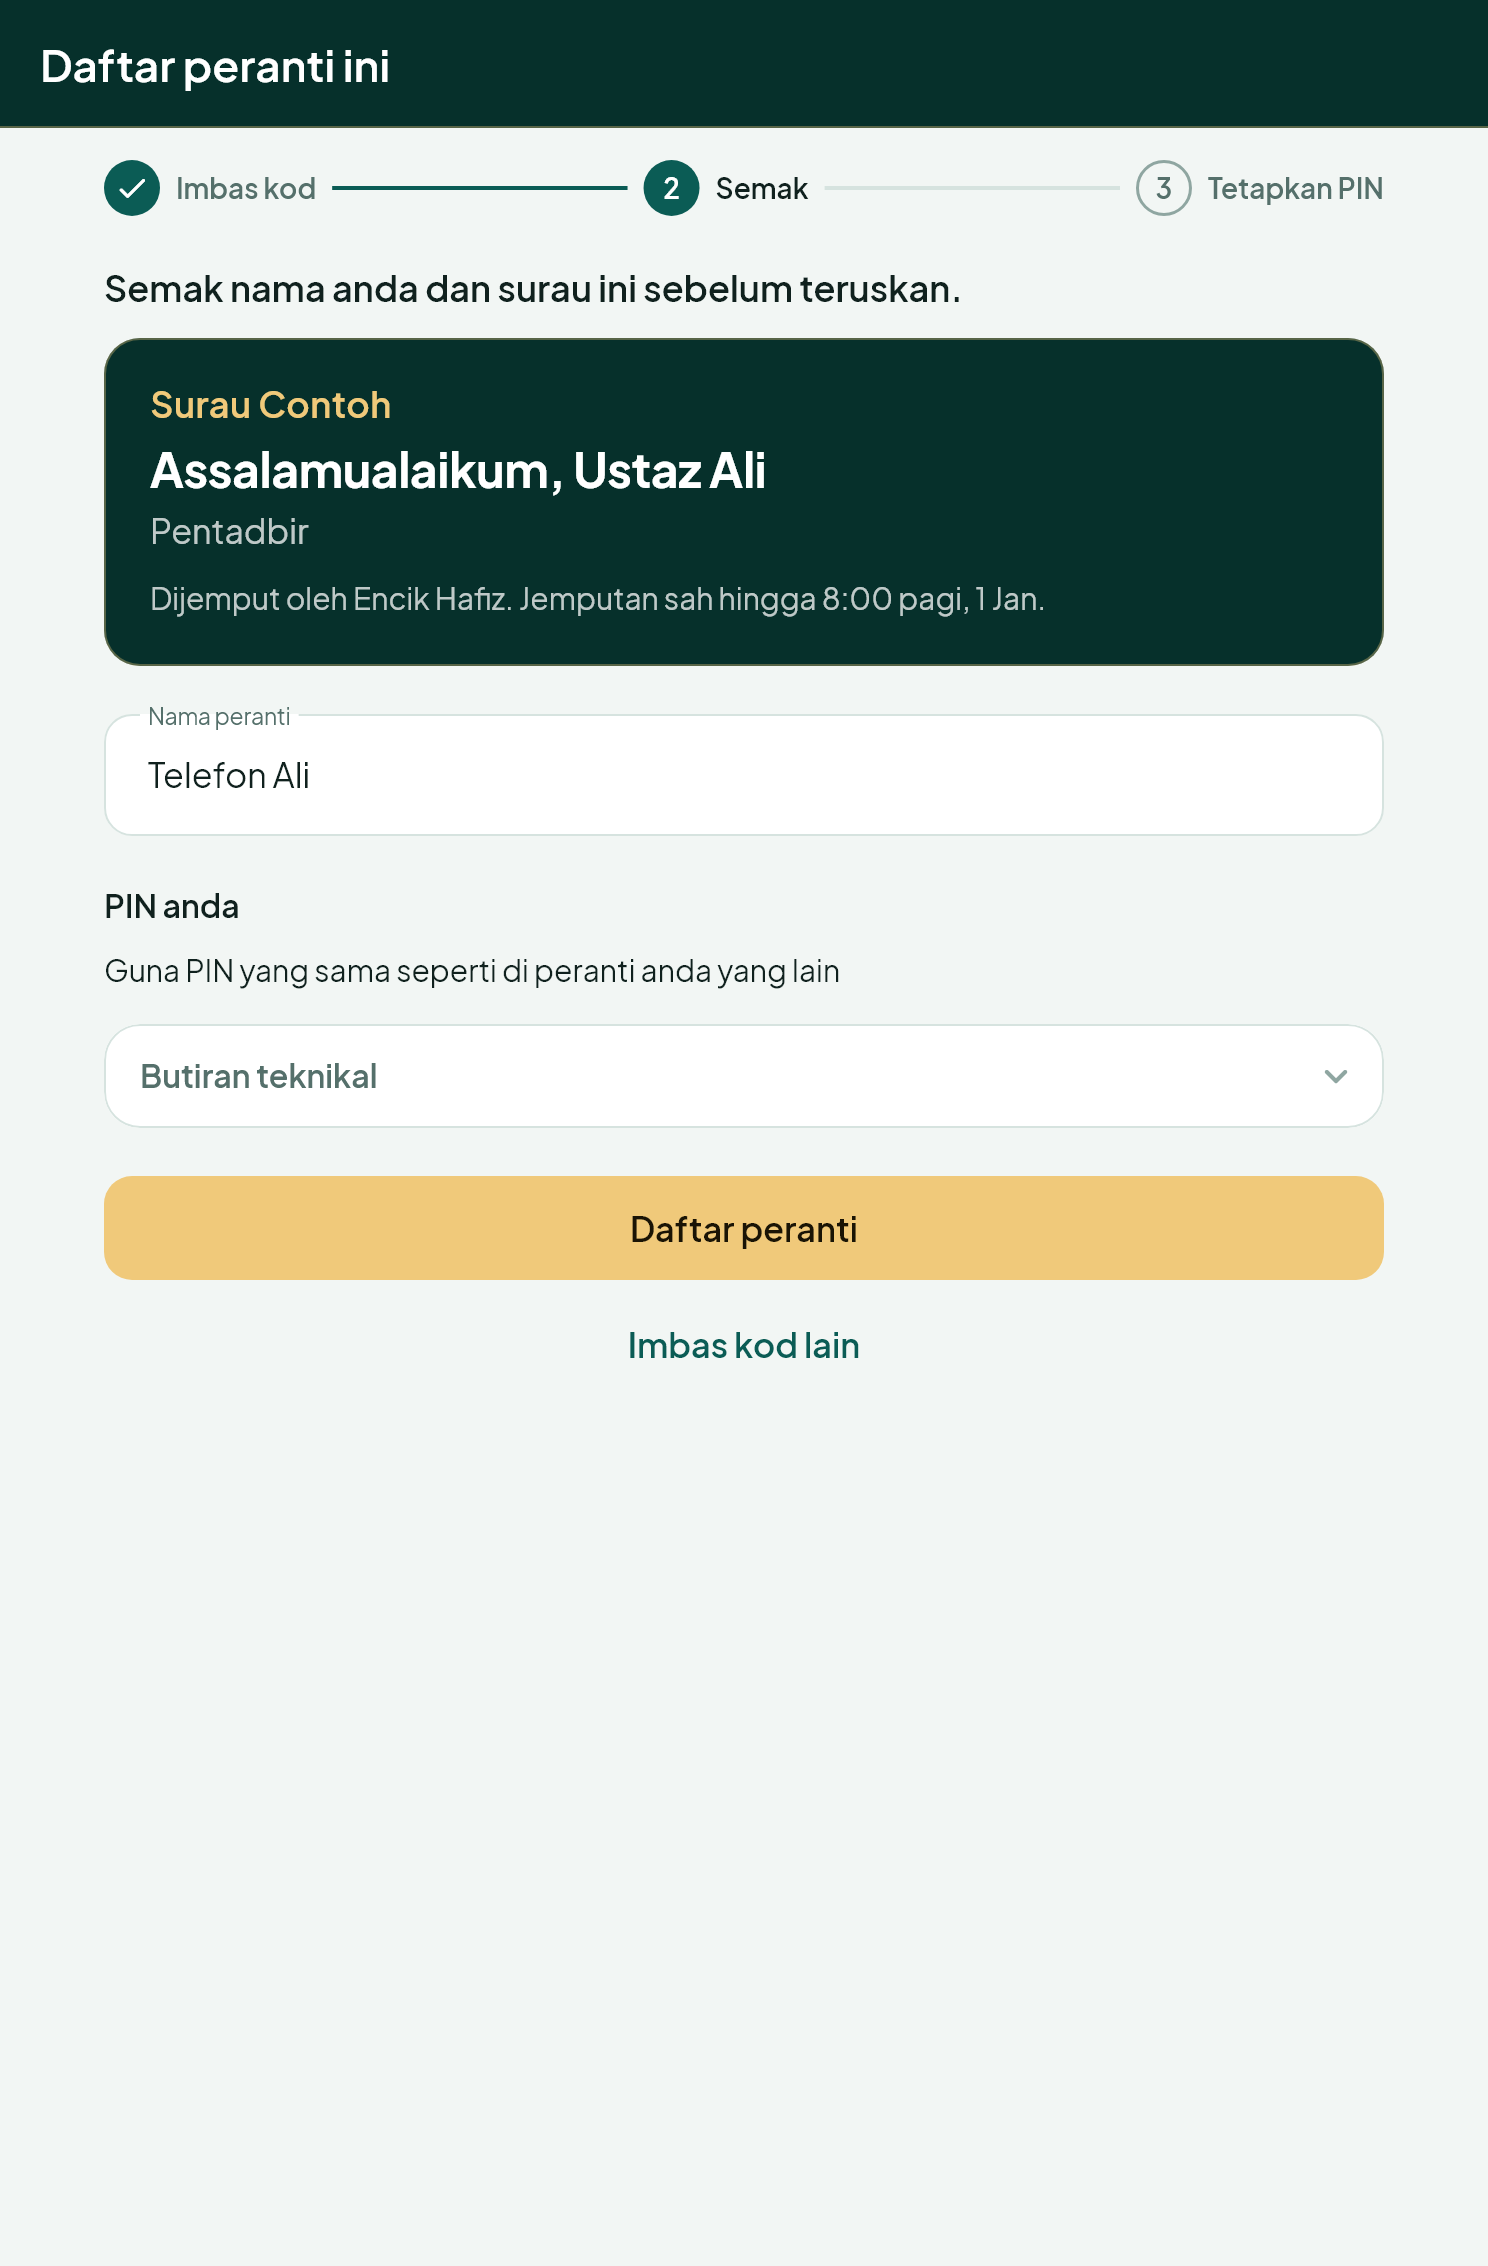 Daftar peranti ini
Imbas kod
2 Semak
3 Tetapkan PIN
Semak nama anda dan surau ini sebelum teruskan.
Surau Contoh
Assalamualaikum, Ustaz Ali
Pentadbir
Dijemput oleh Encik Hafiz. Jemputan sah hingga 8:00 pagi, 1 Jan.
Nama peranti
Telefon Ali
PIN anda
Guna PIN yang sama seperti di peranti anda yang lain
Butiran teknikal
Daftar peranti
Imbas kod lain